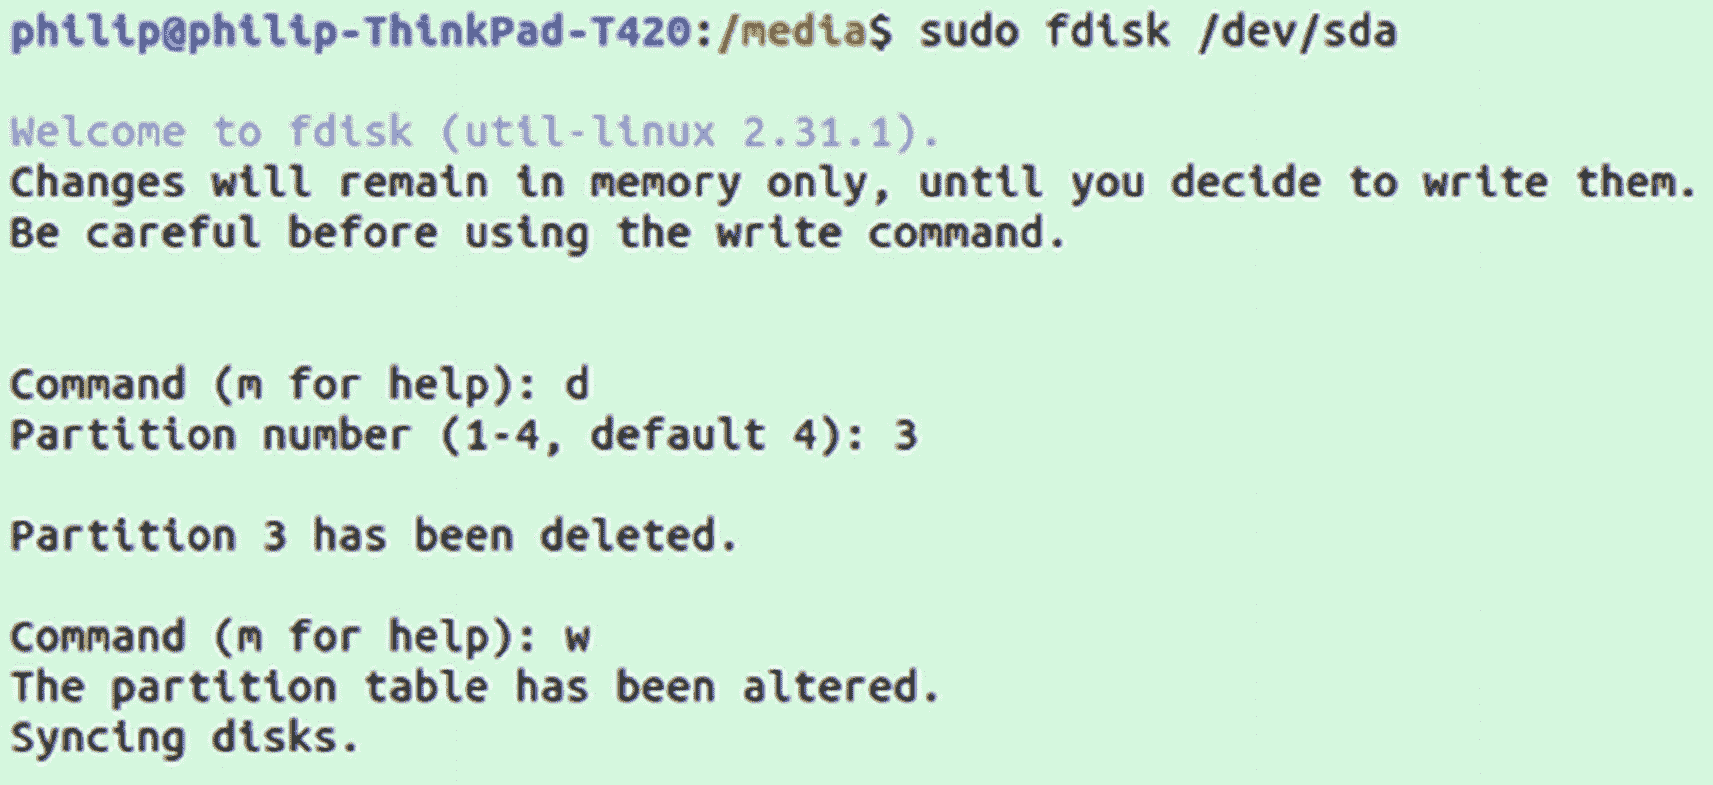 philip@philip-ThinkPad-T420:/media$ sudo fdisk /dev/sda
Welcome to fdisk (util-linux 2.31.1).
Changes will remain in memory only, until you decide to write them.
Be careful before using the write command.
Command (m for help): d
Partition number (1-4, default 4): 3
Partition 3 has been deleted.
Command (m for help): w
The partition table has been altered.
Syncing disks.